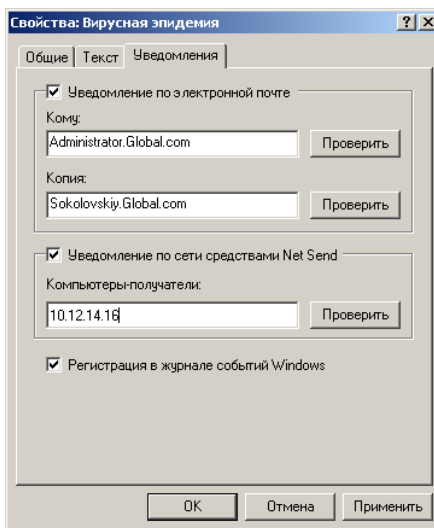 Свойства: Вирусная эпидемия
Общие Текст Уведомления
Уведомление по электронной почте
Кому:
Administrator.Global.com Проверить
Копия:
Sokolovskiy.Global.com Проверить
Уведомление по сети средствами Net Send
Компьютеры-получатели:
10.12.14.16 Проверить
Регистрация в журнале событий Windows
OK Отмена Применить